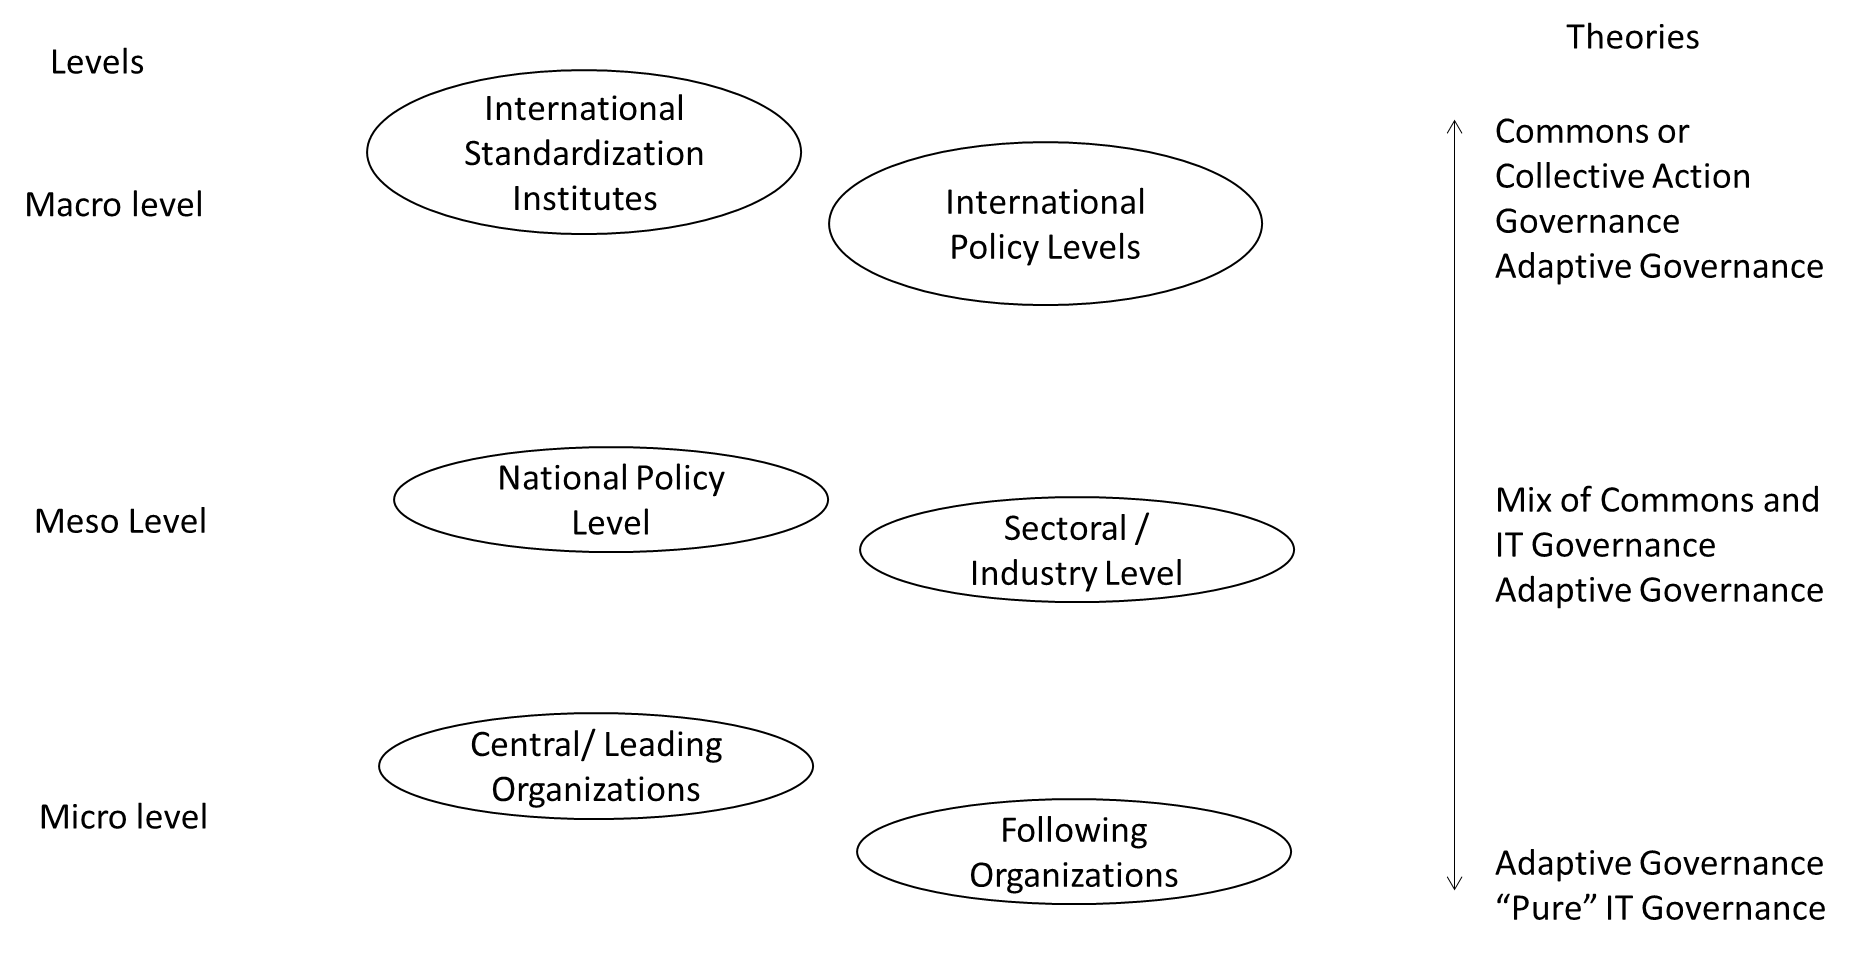 Levels
Theories
International
Standardization
Institutes
Macro level
International
Policy Levels
Commons or
Collective Action
Governance
Adaptive Governance
National Policy
Level
Meso Level
Sectoral /
Industry Level
Mix of Commons and
IT Governance
Adaptive Governance
Central/ Leading
Organizations
Micro level
Following
Organizations
Adaptive Governance
“Pure” IT Governance